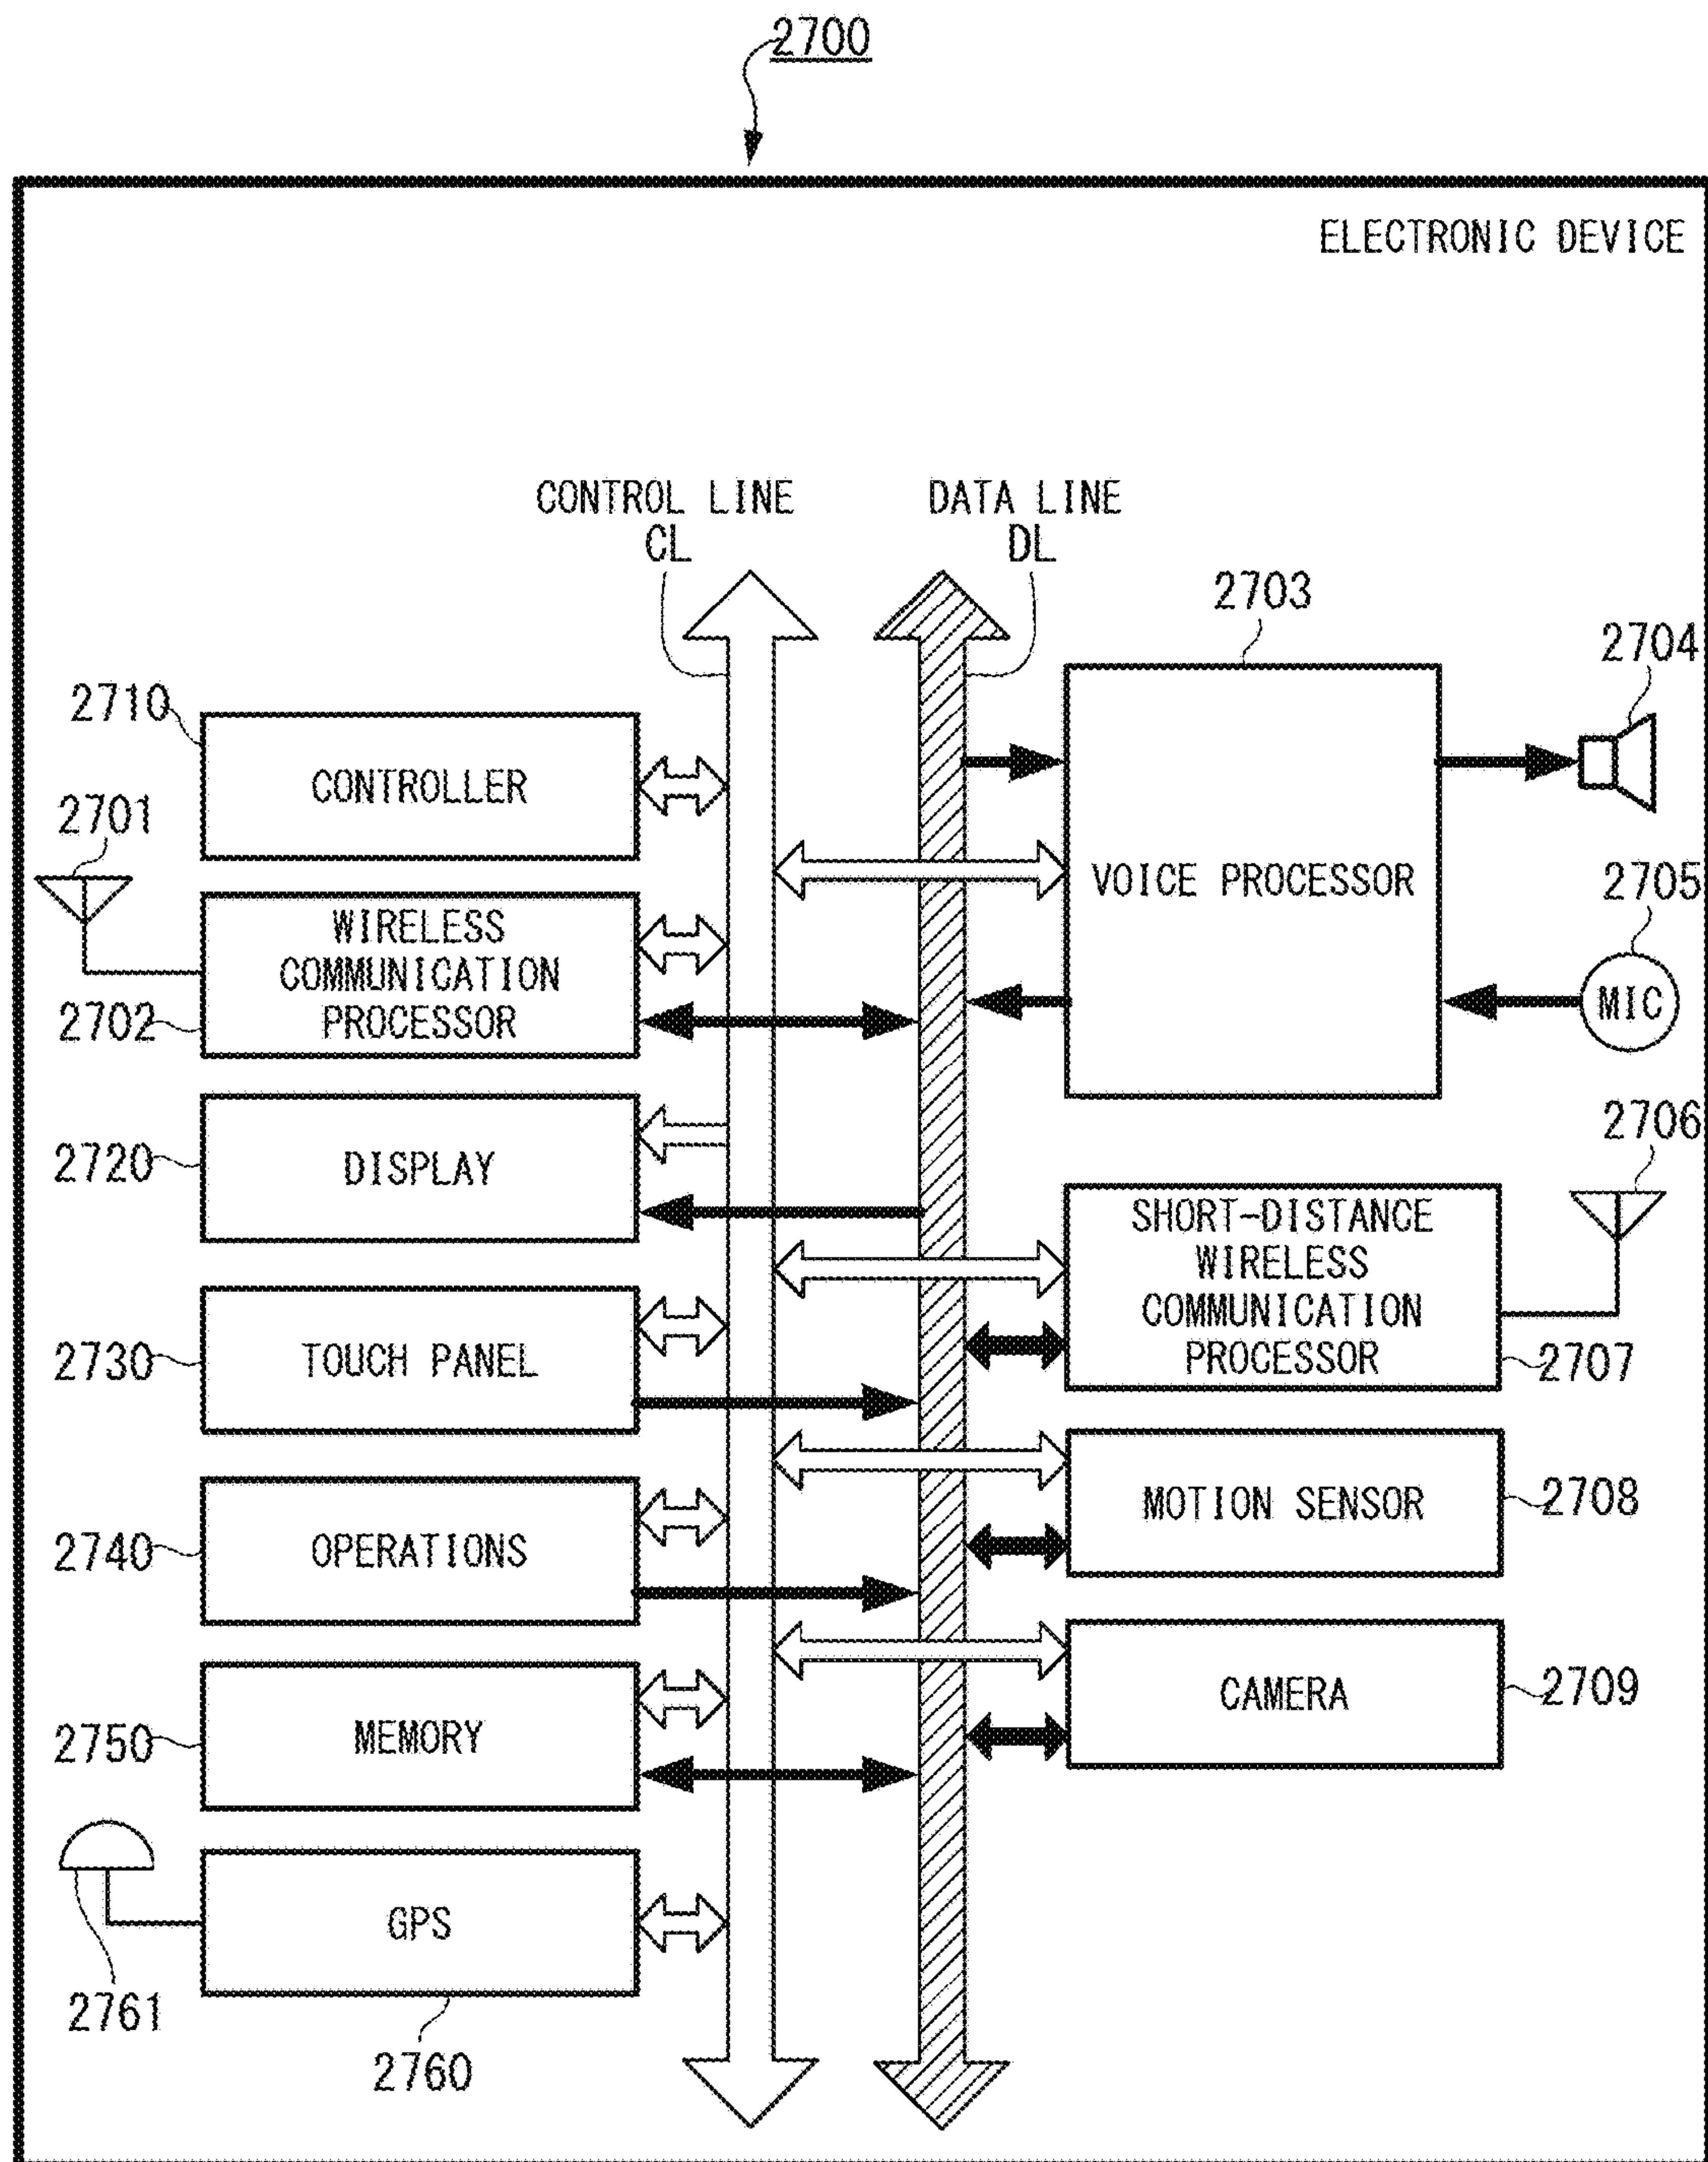 2700
ELECTRONIC DEVICE
CONTROL LINE
CL
DATA LINE
DL
2703
2704
2710
CONTROLLER
2701
VOICE PROCESSOR
2705
MIC
WIRELESS
COMMUNICATION
PROCESSOR
2702
2706
2720
DISPLAY
SHORT-DISTANCE
WIRELESS
COMMUNICATION
PROCESSOR
2707
2730
TOUCH PANEL
MOTION SENSOR
2708
2740
OPERATIONS
CAMERA
2709
2750
MEMORY
GPS
2761
2760